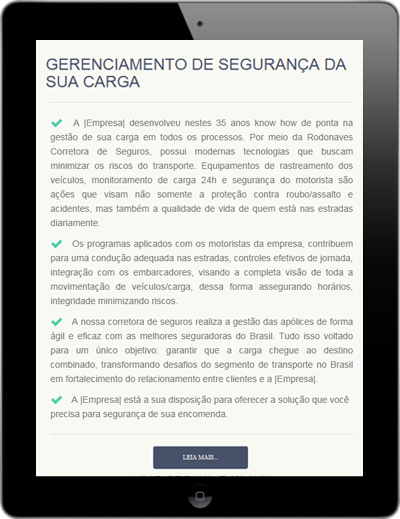 GERENCIAMENTO DE SEGURANÇA DA
SUA CARGA
A |Empresa| desenvolveu nestes 35 anos know how de ponta na
gestão de sua carga em todos os processos. Por meio da Rodonaves
Corretora de Seguros, possui modernas tecnologias que buscam
minimizar os riscos do transporte. Equipamentos de rastreamento dos
veículos, monitoramento de carga 24h e segurança do motorista são
ações que visam não somente a proteção contra roubo/assalto e
acidentes, mas também a qualidade de vida de quem está nas estradas
diariamente.
Os programas aplicados com os motoristas da empresa, contribuem
para uma condução adequada nas estradas, controles efetivos de jornada,
integração com os embarcadores, visando a completa visão de toda a
movimentação de veículos/carga, dessa forma assegurando horários,
integridade minimizando riscos.
A nossa corretora de seguros realiza a gestão das apólices de forma
ágil e eficaz com as melhores seguradoras do Brasil. Tudo isso voltado
para um único objetivo: garantir que a carga chegue ao destino
combinado, transformando desafios do segmento de transporte no Brasil
em fortalecimento do relacionamento entre clientes e a |Empresa|.
A |Empresa| está a sua disposição para oferecer a solução que você
precisa para segurança de sua encomenda.
LEIA MAIS...